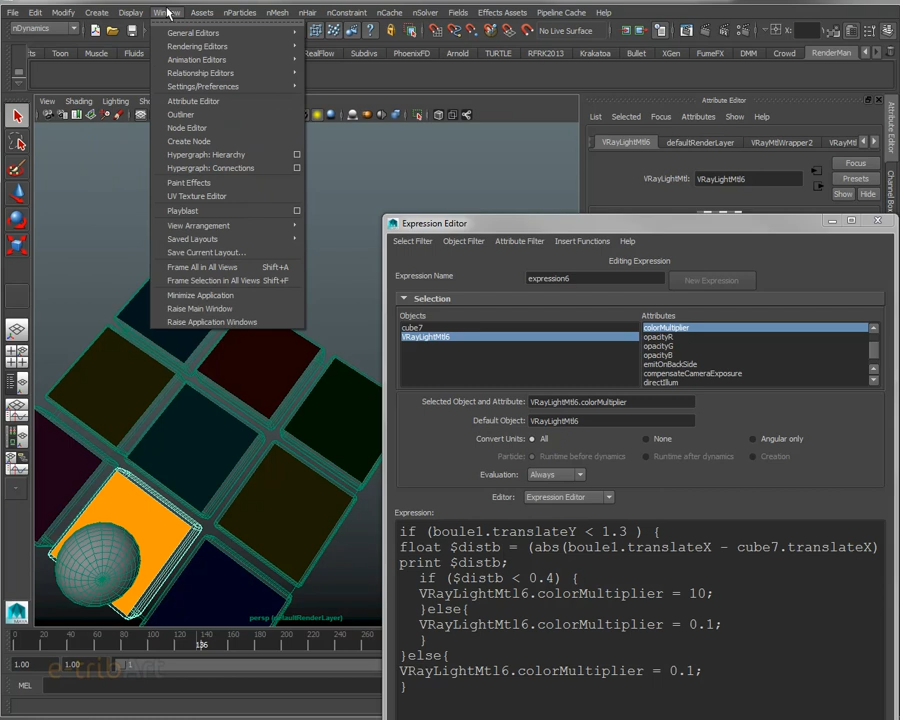 File Edit Modify Create Display Window Assets nParticles nMesh nHair nConstraint nCache nSolver Fields Effects Assets Pipeline Cache Help
nDynamics No Live Surface
Toon Muscle RealFlow Subdivs FractureFX Arnold TURTLE RFRK2013 Krakatoa Bullet XGen FumeFX DMM Crowd RenderMan
General Editors
Rendering Editors
Animation Editors
Relationship Editors
Settings/Preferences
Attribute Editor
Outliner
Node Editor
Create Node
Hypergraph: Hierarchy
Hypergraph: Connections
Paint Effects
UV Texture Editor
Playblast
View Arrangement
Saved Layouts
Save Current Layout...
Frame All in All Views Shift+A
Frame Selection in All Views Shift+F
Minimize Application
Raise Main Window
Raise Application Windows
View Shading Lighting
Attribute Editor
List Selected Focus Attributes Show Help
VRayLightMtl6 defaultRenderLayer VRayMtlWrapper2 VRayMtl
VRayLightMtl: VRayLightMtl6
Focus
Presets
Show Hide
Attribute Editor
Channel Box
Expression Editor
Select Filter Object Filter Attribute Filter Insert Functions Help
Editing Expression
Expression Name expression6 New Expression
Selection
Objects Attributes
cube7
VRayLightMtl6
colorMultiplier
opacityR
opacityG
opacityB
emitOnBackSide
compensateCameraExposure
directIllum
Selected Object and Attribute: VRayLightMtl6.colorMultiplier
Default Object: VRayLightMtl6
Convert Units: All None Angular only
Particle: Runtime before dynamics Runtime after dynamics Creation
Evaluation: Always
Editor: Expression Editor
Expression:
if (boule1.translateY < 1.3 ) {
float $distb = (abs(boule1.translateX - cube7.translateX)
print $distb;
if ($distb < 0.4) {
VRayLightMtl6.colorMultiplier = 10;
}else{
VRayLightMtl6.colorMultiplier = 0.1;
}
}else{
VRayLightMtl6.colorMultiplier = 0.1;
}
persp (defaultRenderLayer)
20 40 60 80 100 120 136 160 180 200 220 240 260
1.00 1.00 1
e-tribArt
MEL